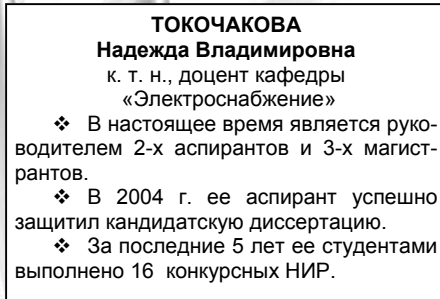 ТОКОЧАКОВА
Надежда Владимировна
к. т. н., доцент кафедры
«Электроснабжение»
❖ В настоящее время является руко-
водителем 2-х аспирантов и 3-х магист-
рантов.
❖ В 2004 г. ее аспирант успешно
защитил кандидатскую диссертацию.
❖ За последние 5 лет ее студентами
выполнено 16 конкурсных НИР.